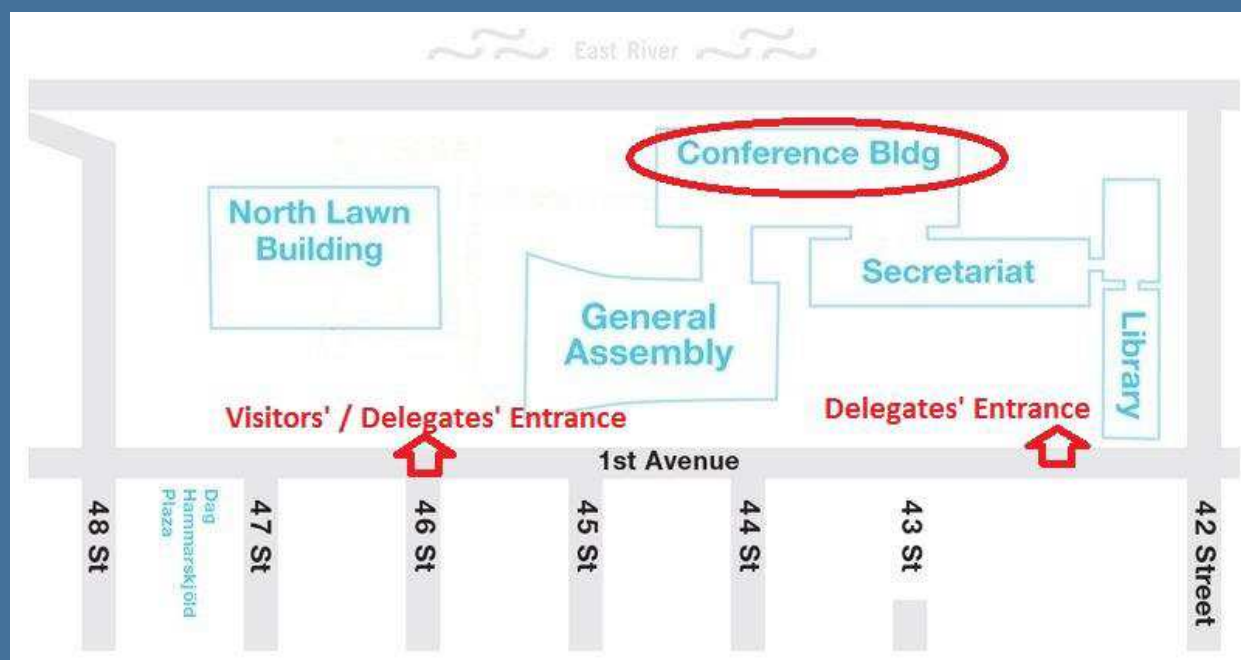 East River
Conference Bldg
North Lawn
Building
Secretariat
General
Assembly
Library
Visitors' / Delegates' Entrance
Delegates' Entrance
1st Avenue
48 St
Dag
Hammarskjöld
Plaza
47 St
46 St
45 St
44 St
43 St
42 Street